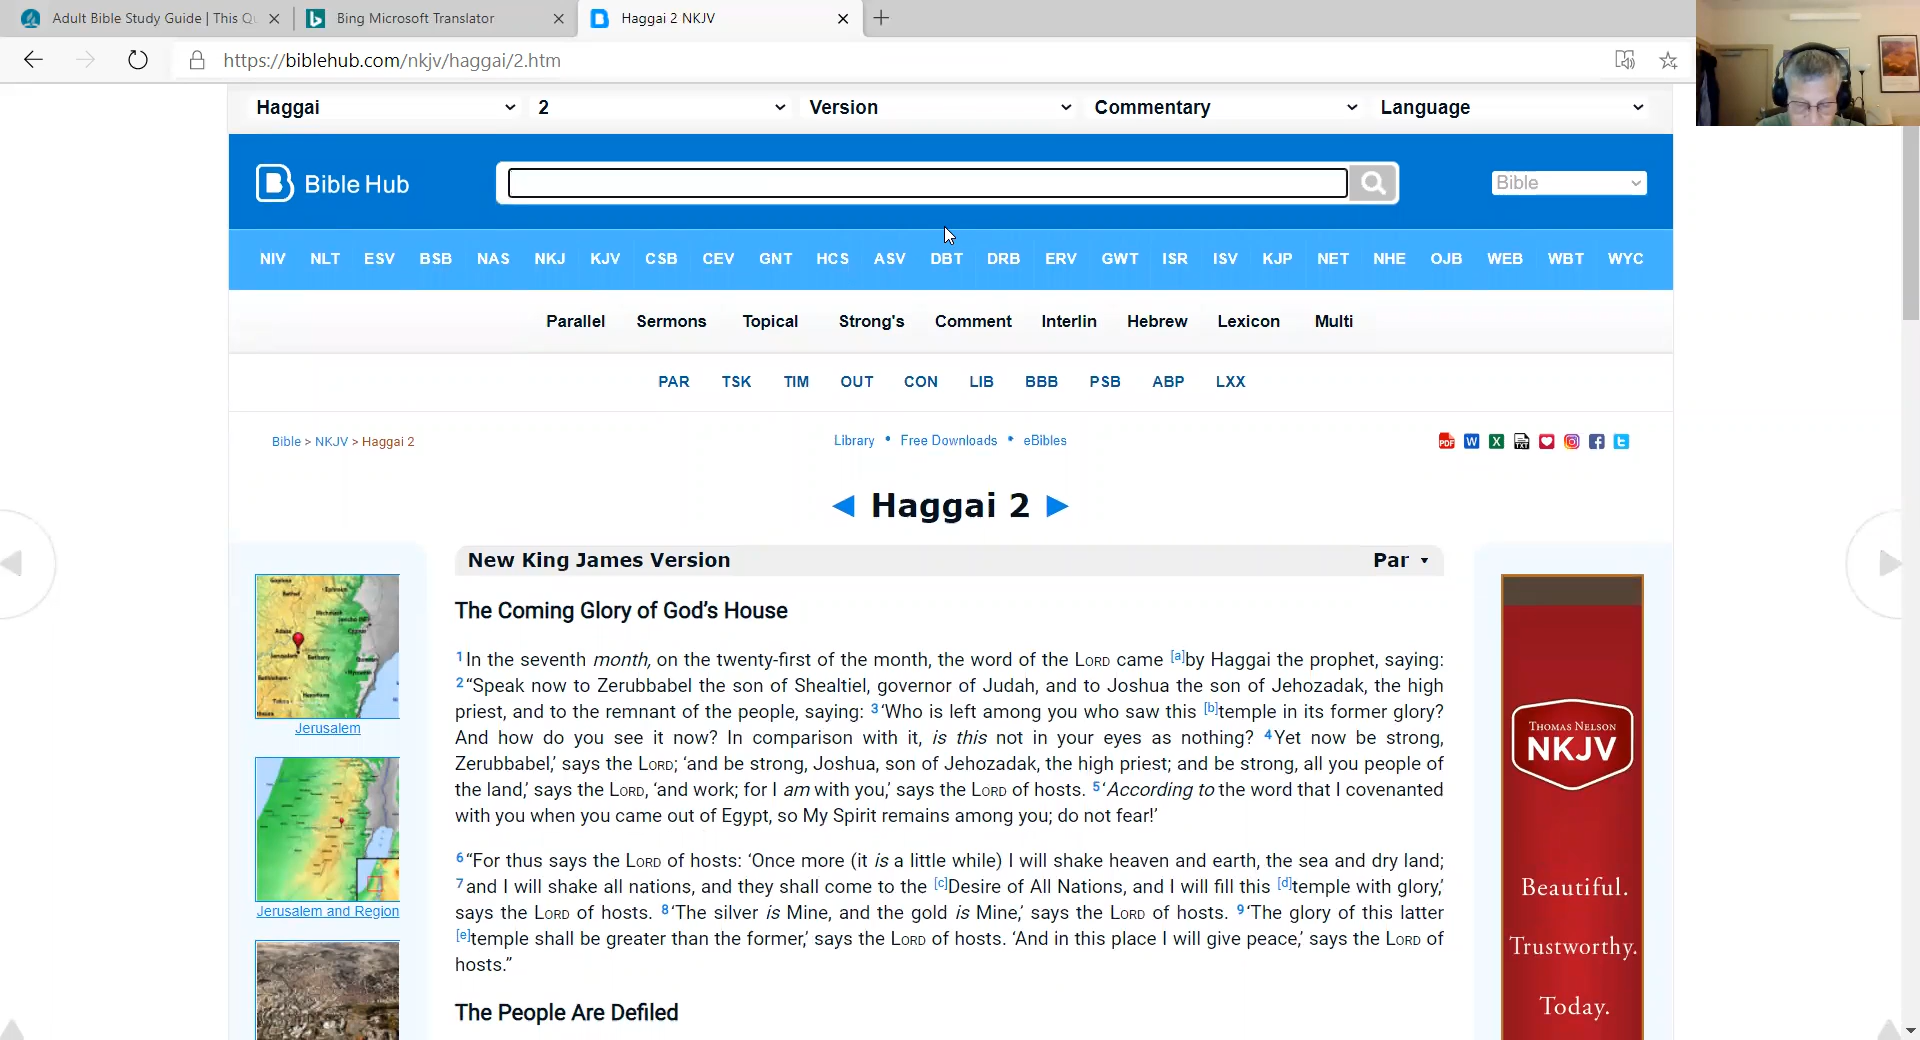 Adult Bible Study Guide | This Qu
Bing Microsoft Translator
Haggai 2 NKJV
https://biblehub.com/nkjv/haggai/2.htm
Haggai 2 Version Commentary Language
Bible Hub
Bible
NIV NLT ESV BSB NAS NKJ KJV CSB CEV GNT HCS ASV DBT DRB ERV GWT ISR ISV KJP NET NHE OJB WEB WBT WYC
Parallel Sermons Topical Strong's Comment Interlin Hebrew Lexicon Multi
PAR TSK TIM OUT CON LIB BBB PSB ABP LXX
Bible > NKJV > Haggai 2
Library • Free Downloads • eBibles
◄ Haggai 2 ►
New King James Version Par
The Coming Glory of God’s House
1In the seventh month, on the twenty-first of the month, the word of the LORD came [a]by Haggai the prophet, saying:
2“Speak now to Zerubbabel the son of Shealtiel, governor of Judah, and to Joshua the son of Jehozadak, the high
priest, and to the remnant of the people, saying: 3‘Who is left among you who saw this [b]temple in its former glory?
And how do you see it now? In comparison with it, is this not in your eyes as nothing? 4Yet now be strong,
Zerubbabel,’ says the LORD; ‘and be strong, Joshua, son of Jehozadak, the high priest; and be strong, all you people of
the land,’ says the LORD, ‘and work; for I am with you,’ says the LORD of hosts. 5‘According to the word that I covenanted
with you when you came out of Egypt, so My Spirit remains among you; do not fear!’
6“For thus says the LORD of hosts: ‘Once more (it is a little while) I will shake heaven and earth, the sea and dry land;
7and I will shake all nations, and they shall come to the [c]Desire of All Nations, and I will fill this [d]temple with glory,’
says the LORD of hosts. 8‘The silver is Mine, and the gold is Mine,’ says the LORD of hosts. 9‘The glory of this latter
[e]temple shall be greater than the former,’ says the LORD of hosts. ‘And in this place I will give peace,’ says the LORD of
hosts.”
The People Are Defiled
Jerusalem
Jerusalem and Region
THOMAS NELSON
NKJV
Beautiful.
Trustworthy.
Today.